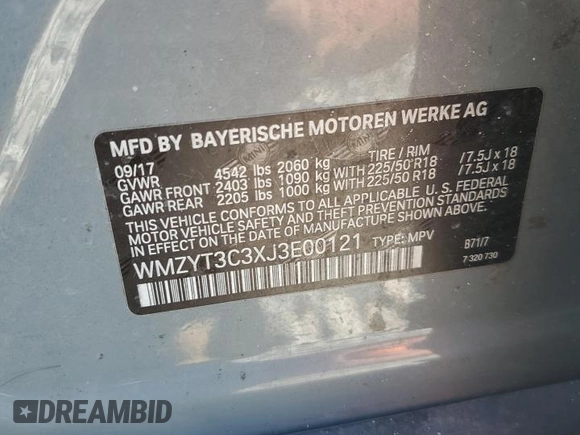 MFD BY BAYERISCHE MOTOREN WERKE AG
09/17 4542 lbs 2060 kg TIRE / RIM
GVWR
GAWR FRONT 2403 lbs 1090 kg WITH 225/50 R18 /7.5J x 18
GAWR REAR 2205 lbs 1000 kg WITH 225/50 R18 /7.5J x 18
THIS VEHICLE CONFORMS TO ALL APPLICABLE U. S. FEDERAL
MOTOR VEHICLE SAFETY AND THEFT PREVENTION STANDARDS
IN EFFECT ON THE DATE OF MANUFACTURE SHOWN ABOVE.
WMZYT3C3XJ3E00121 TYPE: MPV B71/7
7 320 730
MINI
DREAMBID